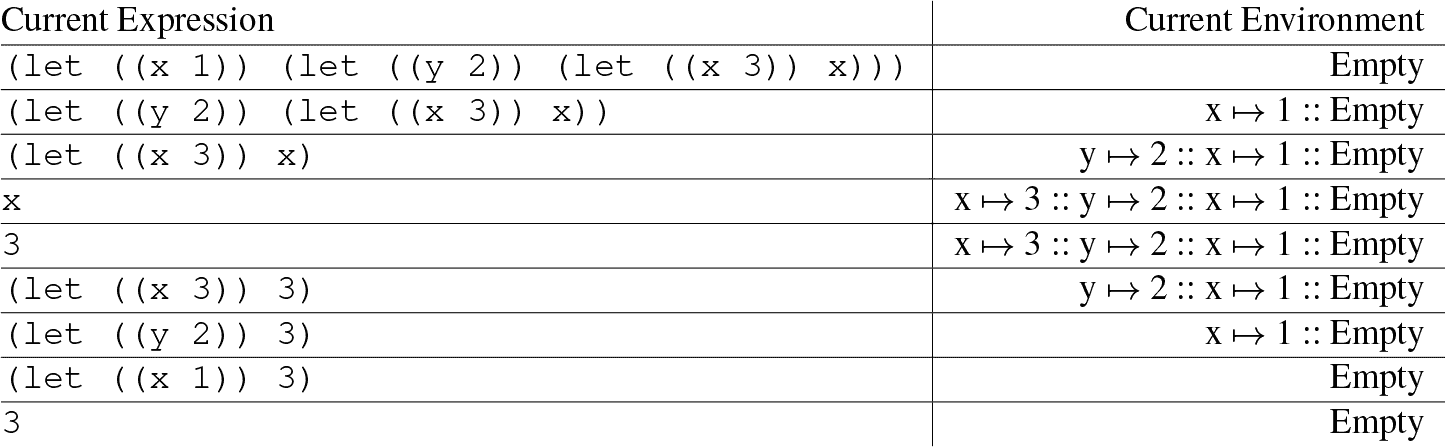 Current Expression Current Environment
(let ((x 1)) (let ((y 2)) (let ((x 3)) x))) Empty
(let ((y 2)) (let ((x 3)) x)) x ↦ 1 :: Empty
(let ((x 3)) x) y ↦ 2 :: x ↦ 1 :: Empty
x x ↦ 3 :: y ↦ 2 :: x ↦ 1 :: Empty
3 x ↦ 3 :: y ↦ 2 :: x ↦ 1 :: Empty
(let ((x 3)) 3) y ↦ 2 :: x ↦ 1 :: Empty
(let ((y 2)) 3) x ↦ 1 :: Empty
(let ((x 1)) 3) Empty
3 Empty